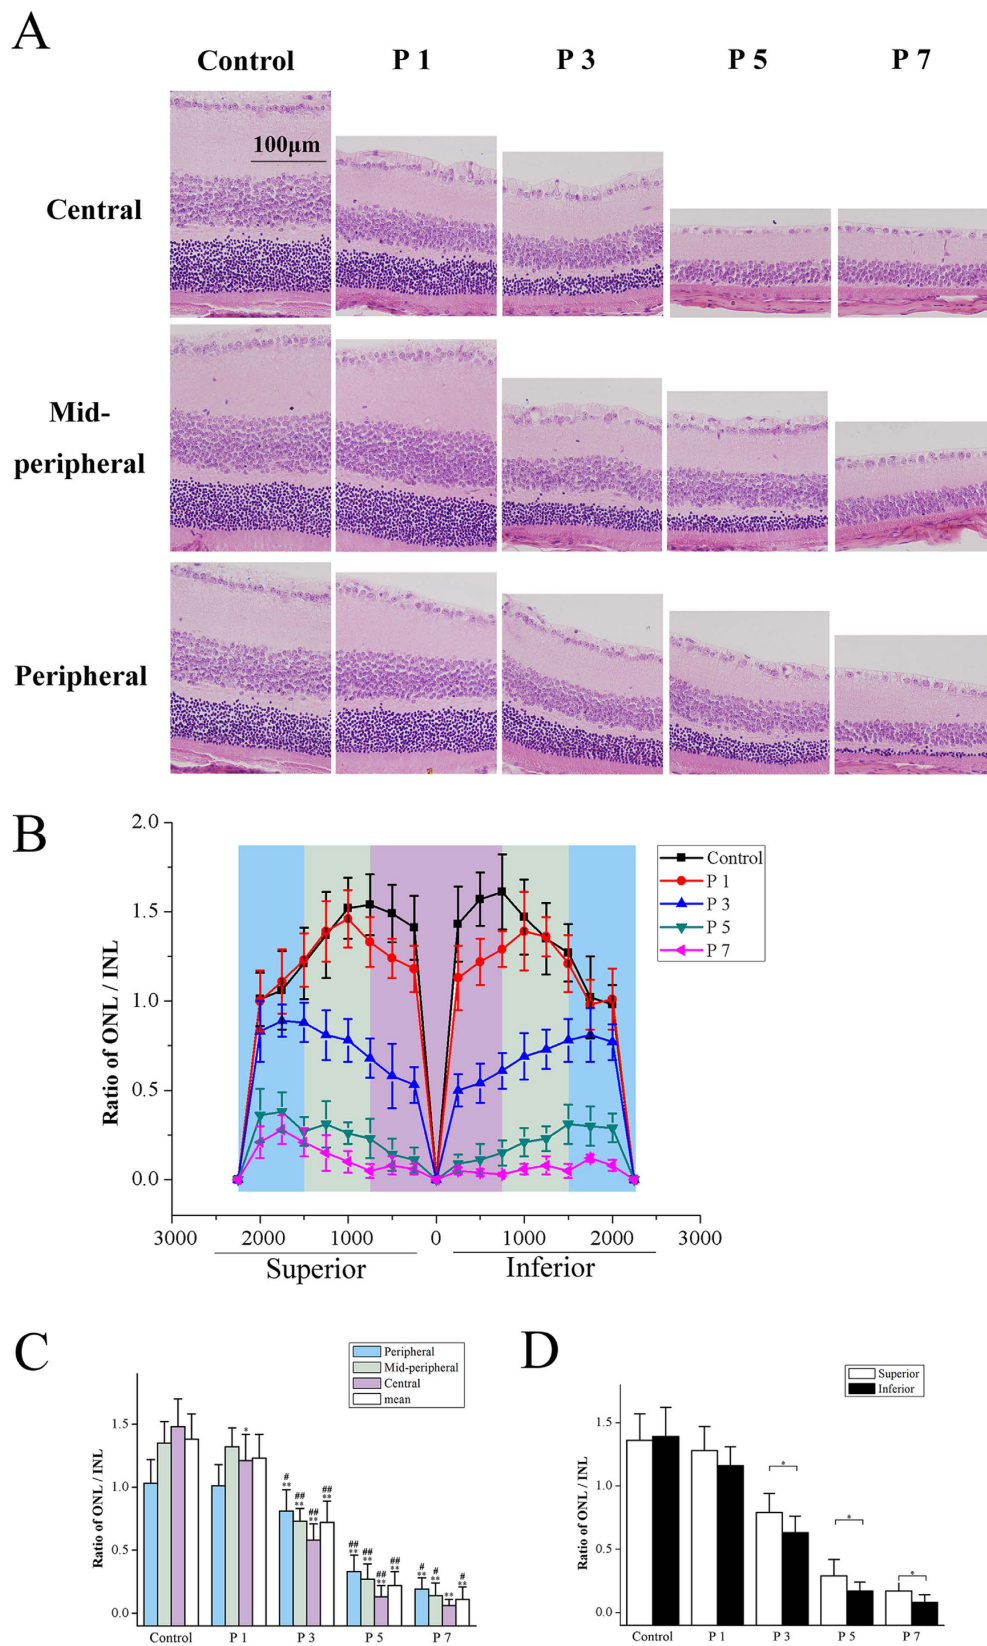 A
Control P 1 P 3 P 5 P 7
100μm
Central
Mid-
peripheral
Peripheral
B
Ratio of ONL / INL
2.0
1.5
1.0
0.5
0.0
3000 2000 1000 0 1000 2000 3000
Superior Inferior
Control
P 1
P 3
P 5
P 7
C
Ratio of ONL / INL
1.5
1.0
0.5
0.0
Peripheral
Mid-peripheral
Central
mean
*
# ## ## ##
** ** ** **
## ## ## ##
** ** ** **
# # #
** ** ** **
Control P 1 P 3 P 5 P 7
D
Ratio of ONL / INL
1.5
1.0
0.5
0.0
Superior
Inferior
* * *
Control P 1 P 3 P 5 P 7